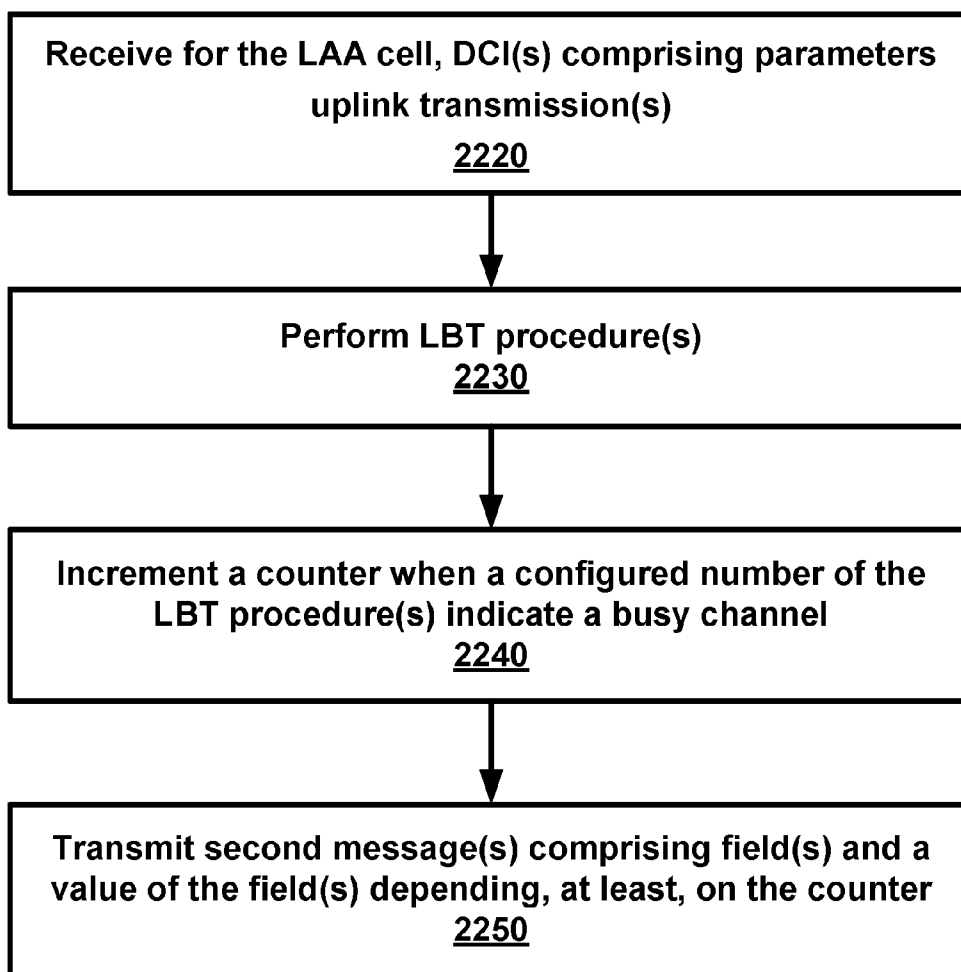 Receive for the LAA cell, DCI(s) comprising parameters
uplink transmission(s)
2220
Perform LBT procedure(s)
2230
Increment a counter when a configured number of the
LBT procedure(s) indicate a busy channel
2240
Transmit second message(s) comprising field(s) and a
value of the field(s) depending, at least, on the counter
2250